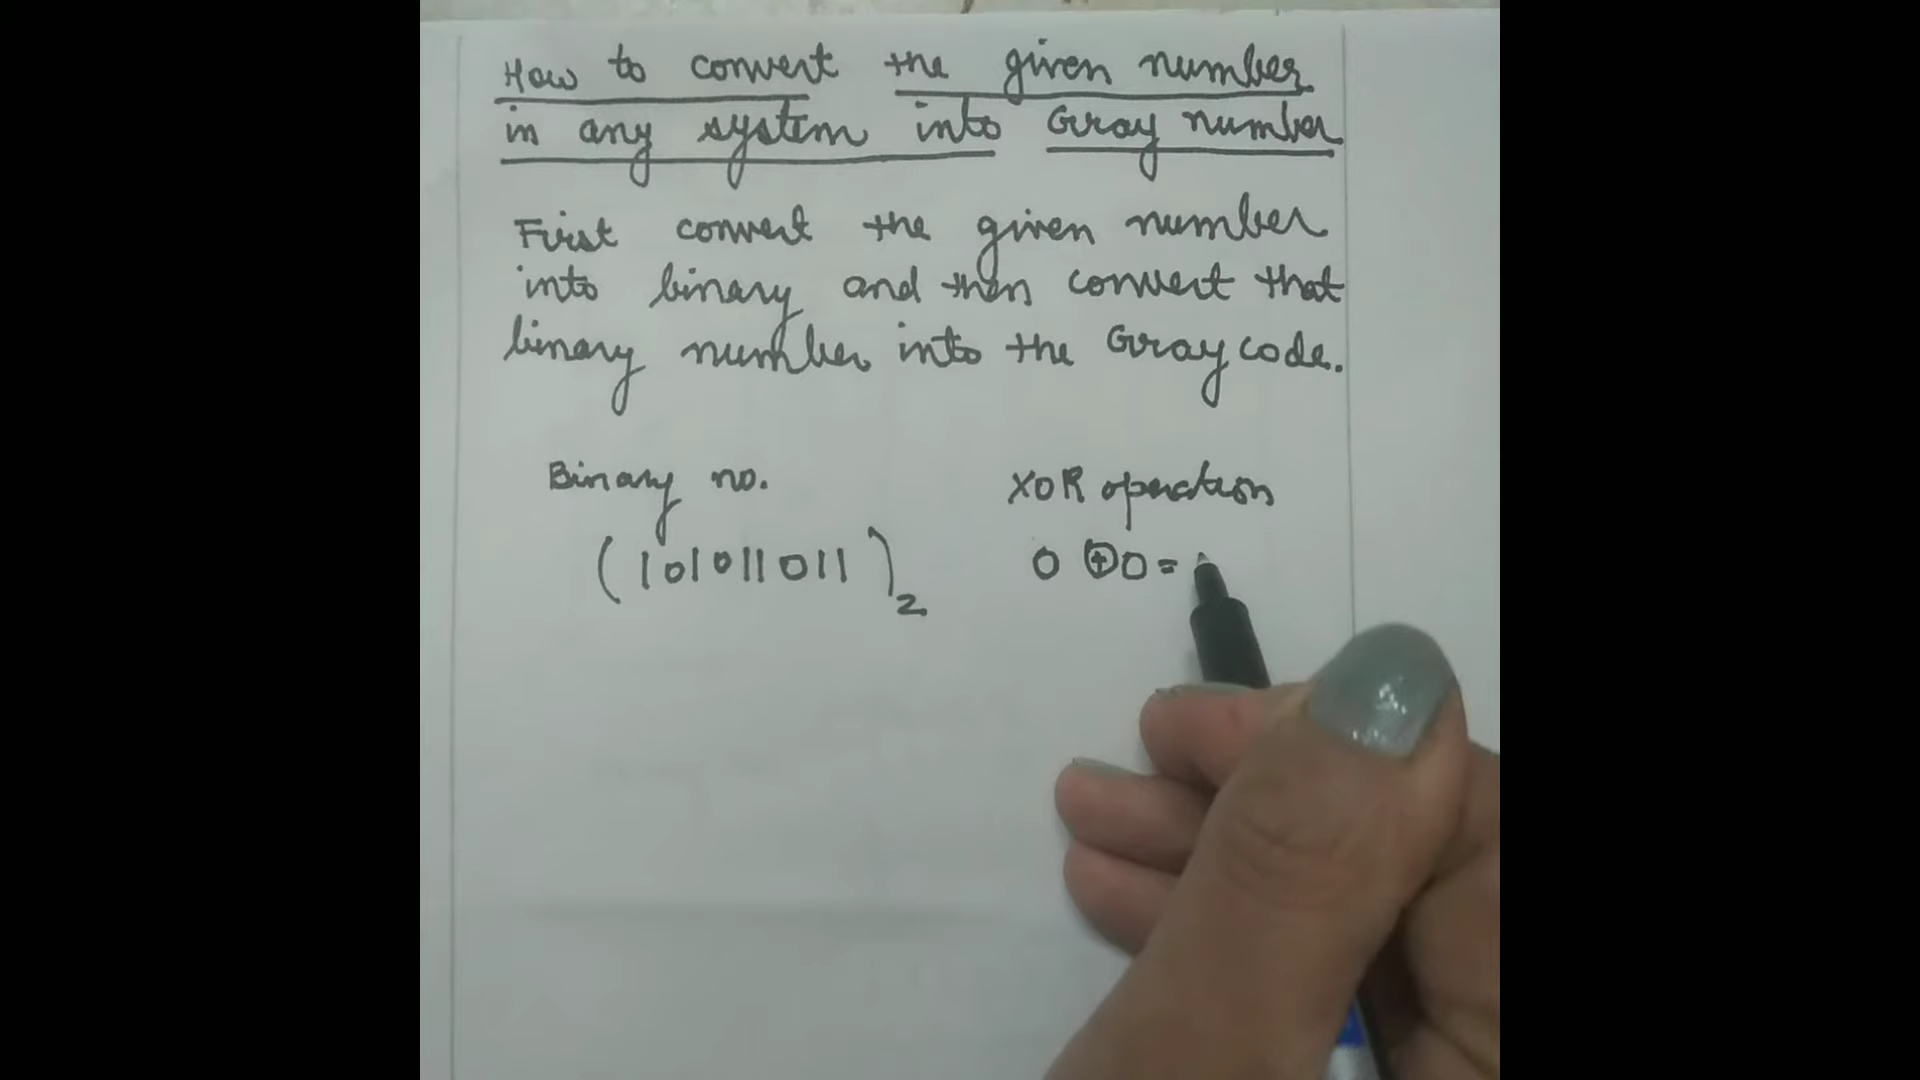 How to convert the given number
in any system into Gray number
First convert the given number
into binary and then convert that
binary number into the Gray code.
Binary no.
XOR operation
(101011011)2
0 ⊕ 0 =